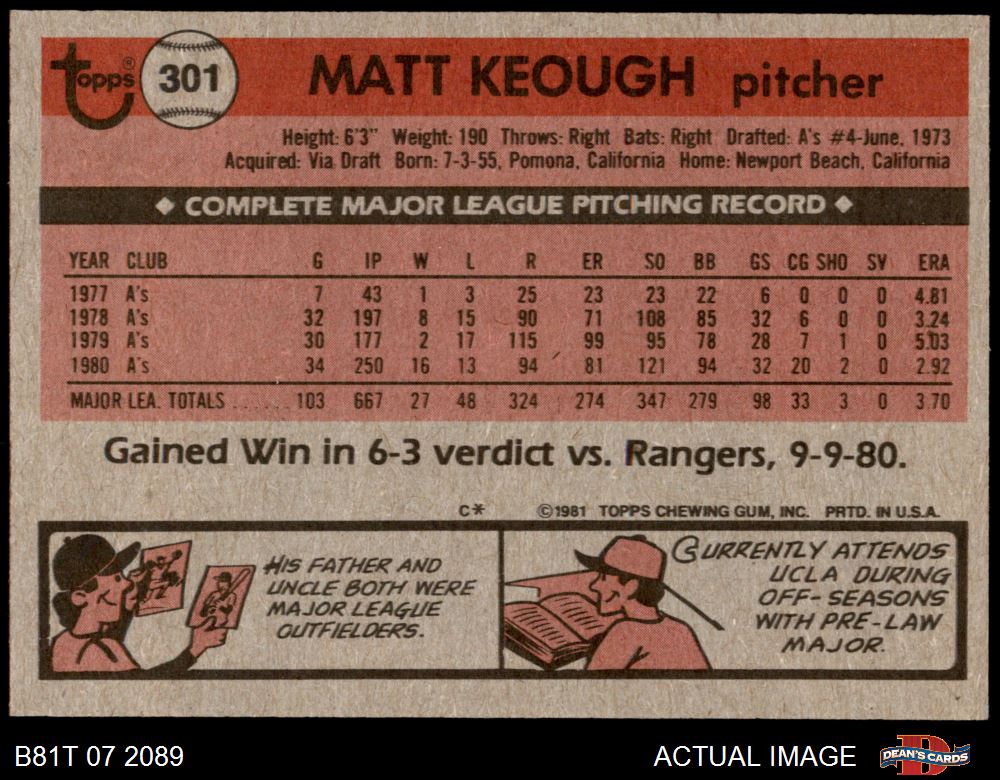 Topps® 301 MATT KEOUGH pitcher
Height: 6'3" Weight: 190 Throws: Right Bats: Right Drafted: A's #4-June, 1973
Acquired: Via Draft Born: 7-3-55, Pomona, California Home: Newport Beach, California
◆ COMPLETE MAJOR LEAGUE PITCHING RECORD ◆
YEAR CLUB G IP W L R ER SO BB GS CG SHO SV ERA
1977 A's 7 43 1 3 25 23 23 22 6 0 0 0 4.81
1978 A's 32 197 8 15 90 71 108 85 32 6 0 0 3.24
1979 A's 30 177 2 17 115 99 95 78 28 7 1 0 5.03
1980 A's 34 250 16 13 94 81 121 94 32 20 2 0 2.92
MAJOR LEA. TOTALS ...... 103 667 27 48 324 274 347 279 98 33 3 0 3.70
Gained Win in 6-3 verdict vs. Rangers, 9-9-80.
C* ©1981 TOPPS CHEWING GUM, INC. PRTD. IN U.S.A.
HIS FATHER AND
UNCLE BOTH WERE
MAJOR LEAGUE
OUTFIELDERS.
CURRENTLY ATTENDS
UCLA DURING
OFF-SEASONS
WITH PRE-LAW
MAJOR.
B81T 07 2089 ACTUAL IMAGE DEAN'S CARDS